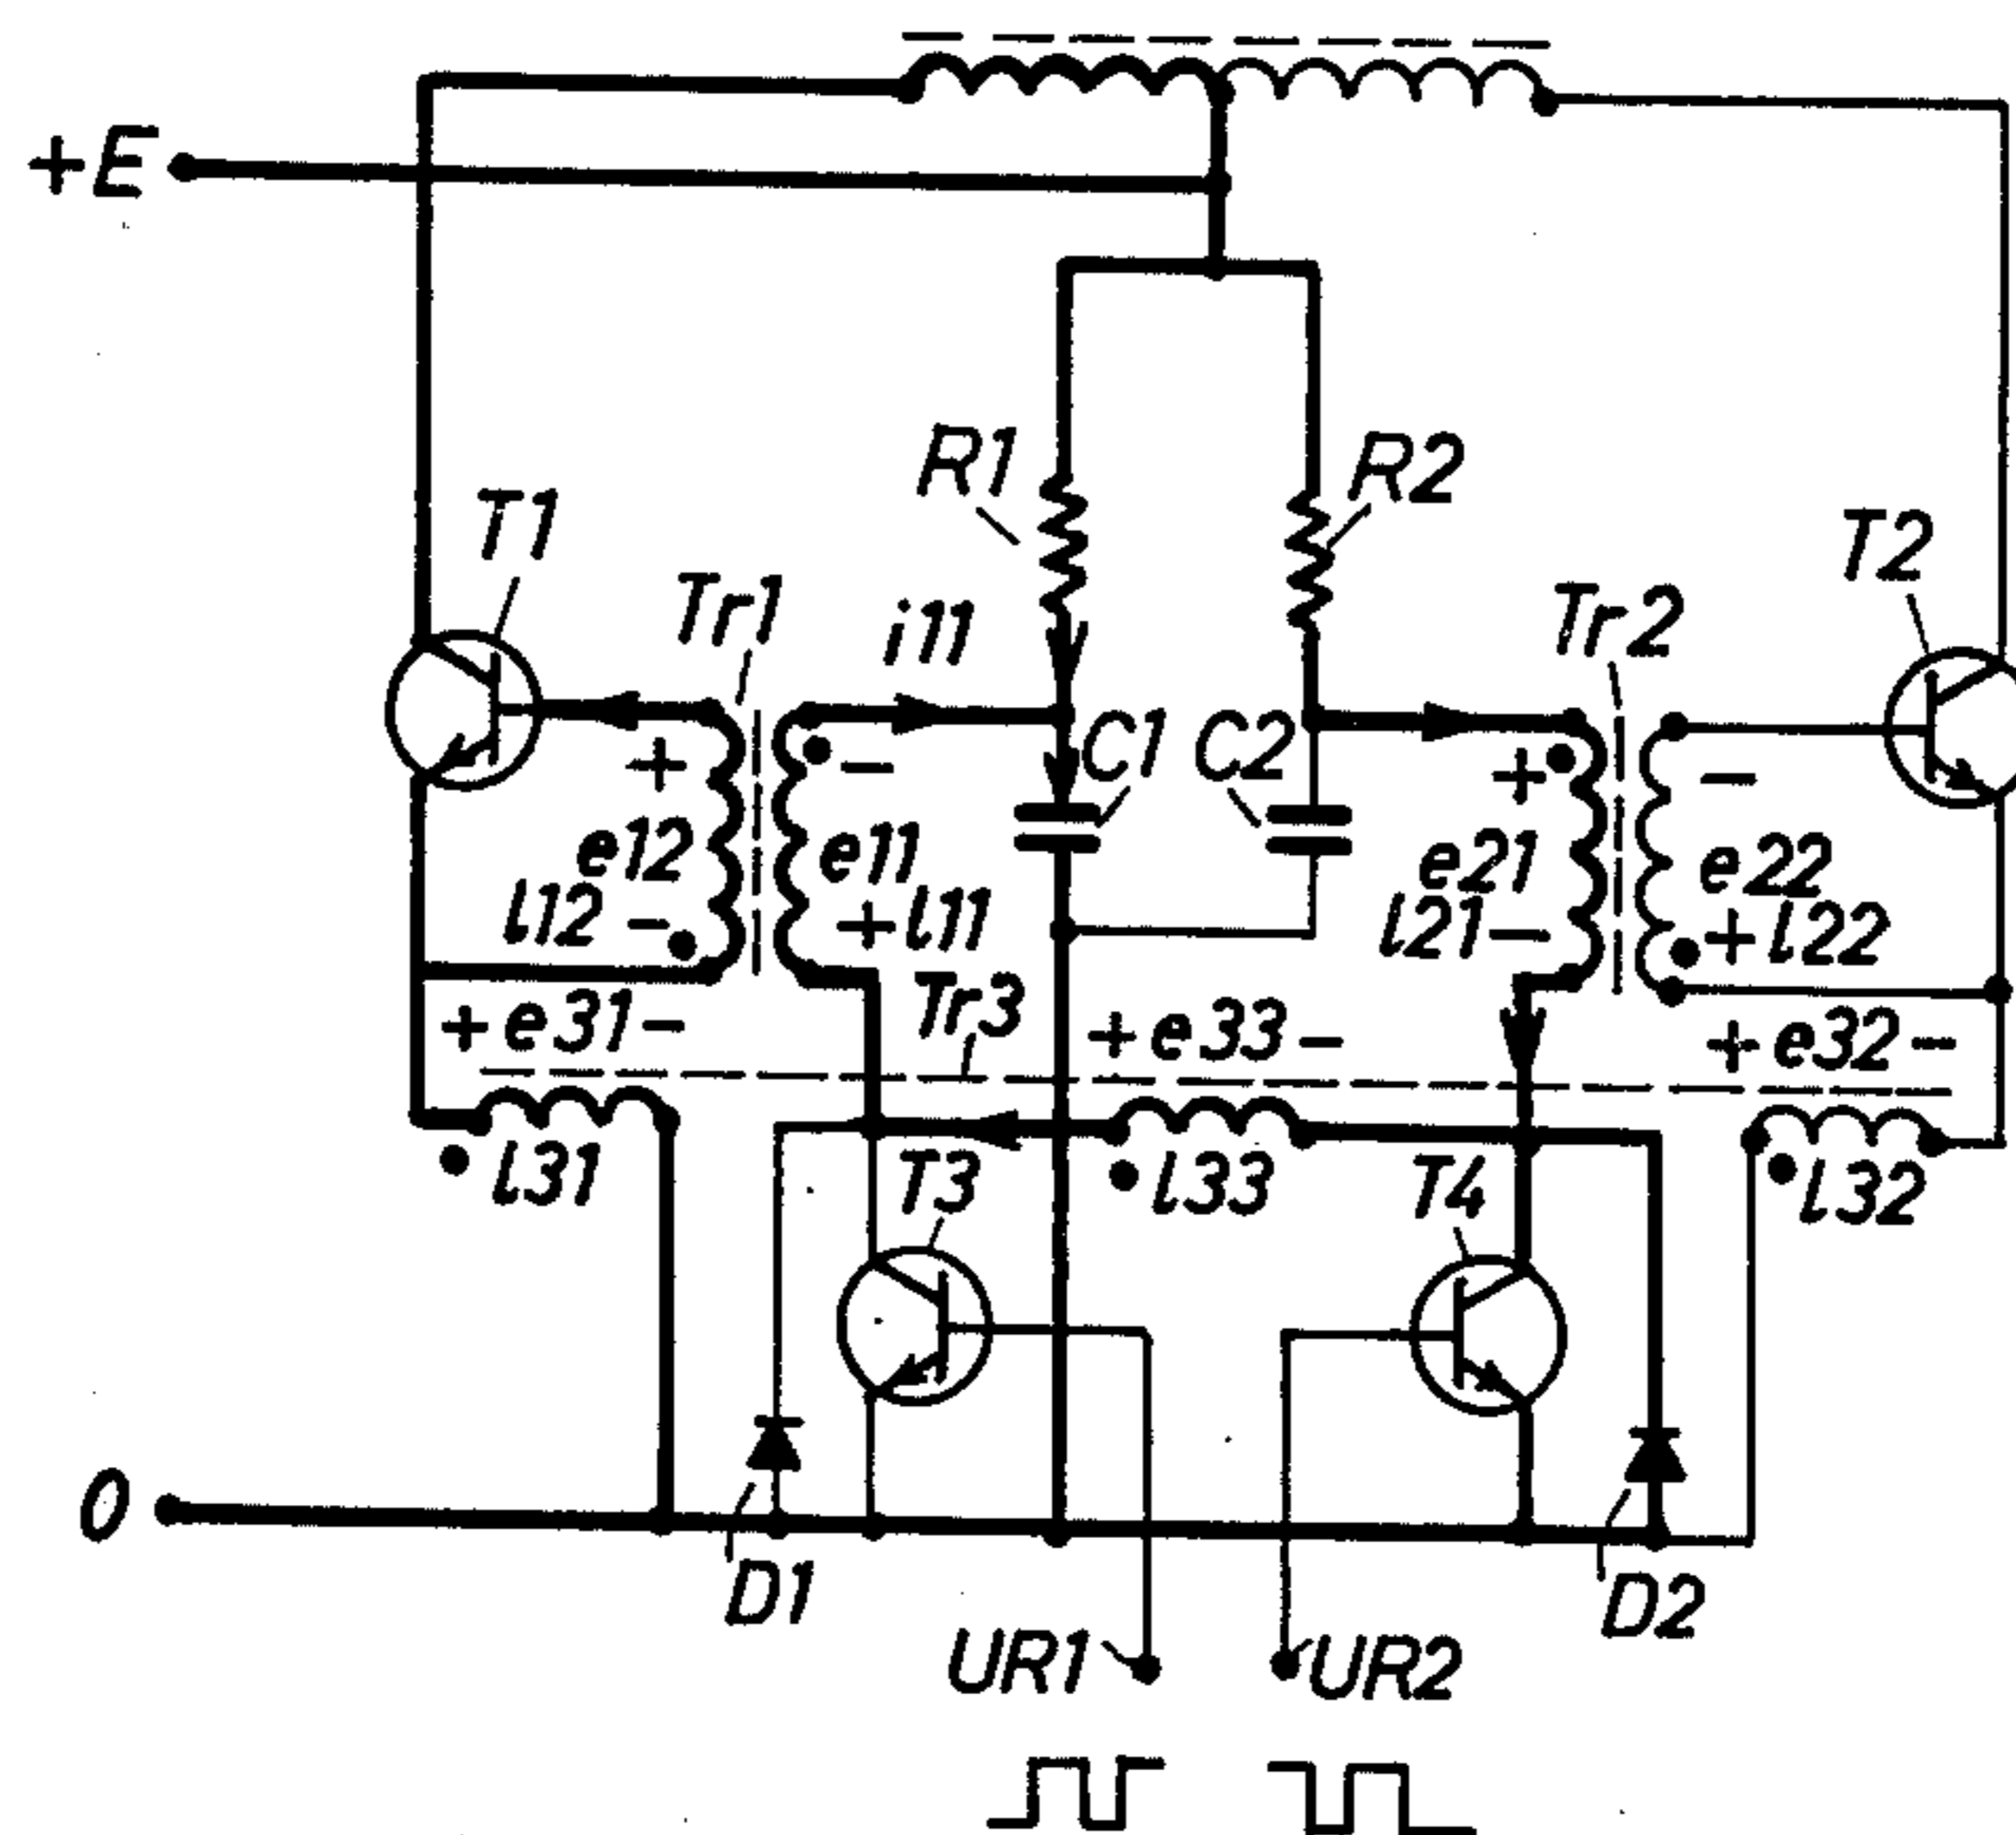 +E
R1
R2
T1
T2
Tr1
i11
Tr2
C1
C2
+
-
+
-
e12
e11
e21
e22
l12 -
+ l11
l21 -
+ l22
+ e31 -
Tr3
+ e33 -
+ e32 -
l31
T3
l33
T4
l32
0
D1
D2
UR1
UR2